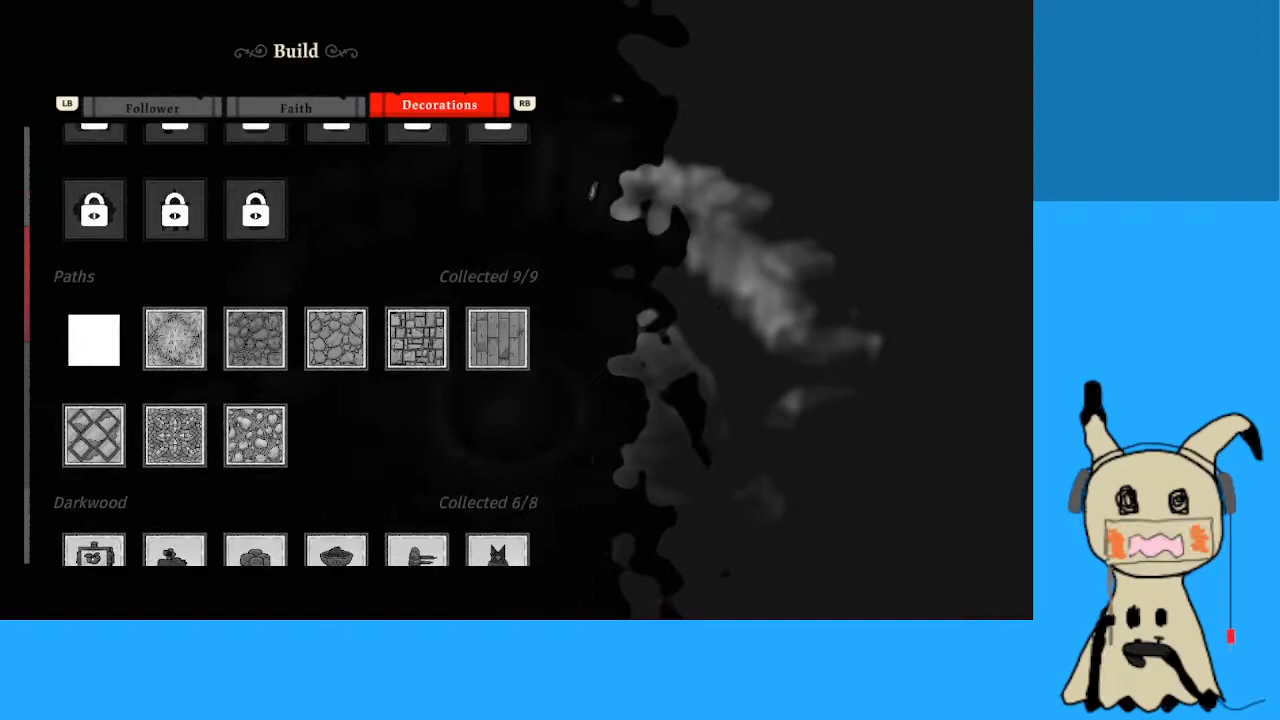 Build
LB Follower Faith Decorations RB
Paths Collected 9/9
Darkwood Collected 6/8